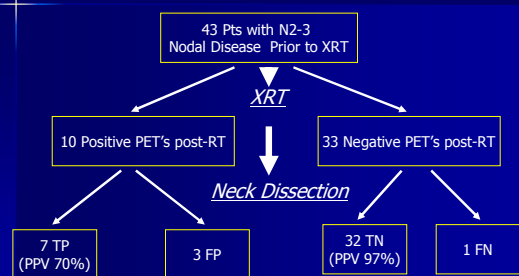 43 Pts with N2-3
Nodal Disease Prior to XRT
XRT
10 Positive PET's post-RT
33 Negative PET's post-RT
Neck Dissection
7 TP
(PPV 70%)
3 FP
32 TN
(PPV 97%)
1 FN